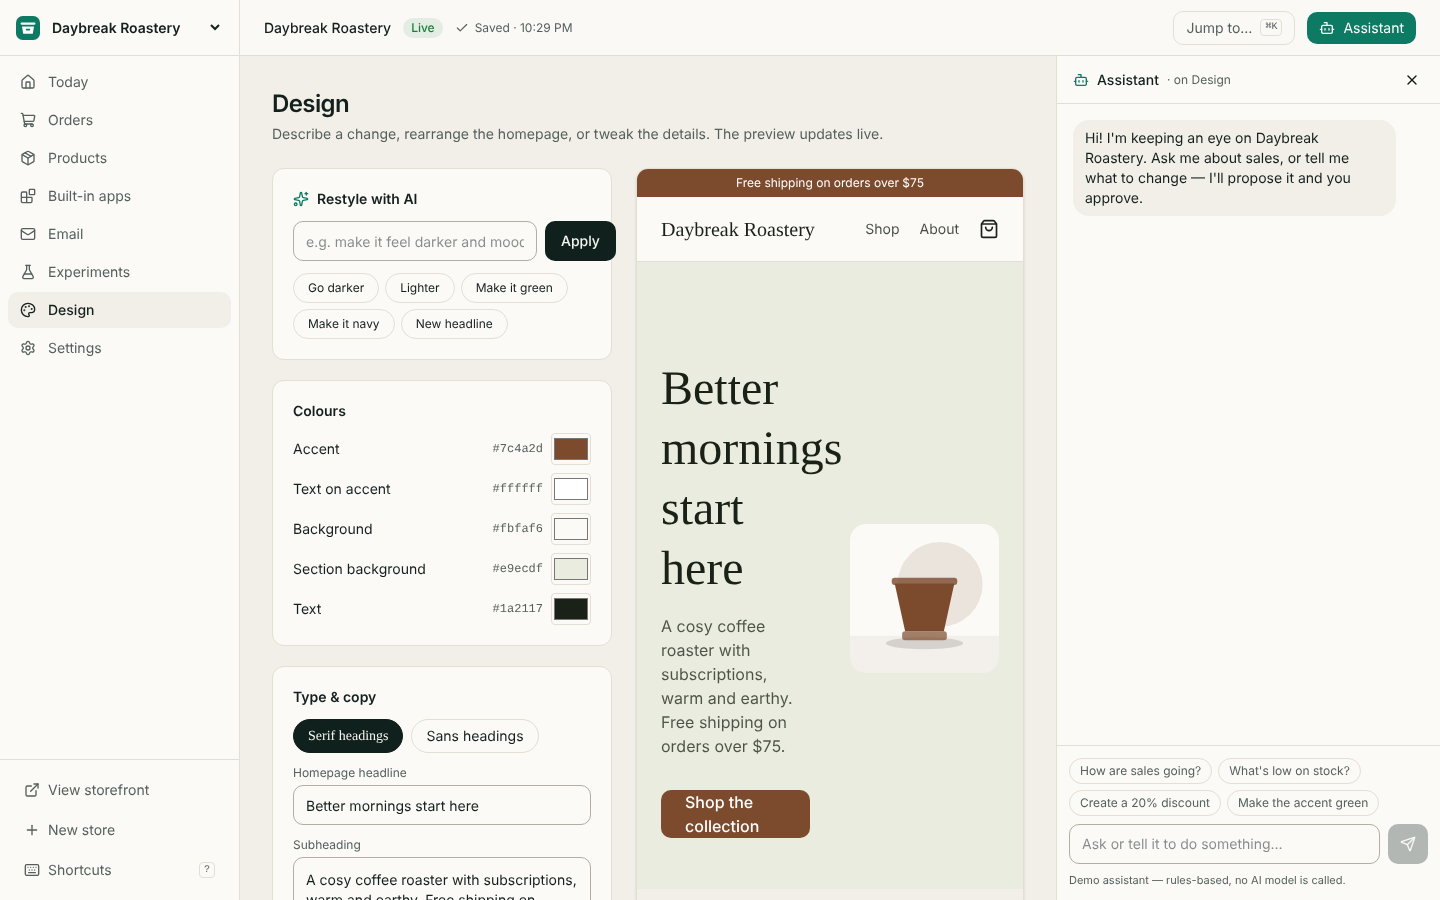 Daybreak Roastery
Today
Orders
Products
Built-in apps
Email
Experiments
Design
Settings
View storefront
New store
Shortcuts ?
Daybreak Roastery Live Saved · 10:29 PM
Jump to... ⌘K Assistant
Design
Describe a change, rearrange the homepage, or tweak the details. The preview updates live.
Restyle with AI
e.g. make it feel darker and mood Apply
Go darker Lighter Make it green
Make it navy New headline
Colours
Accent #7c4a2d
Text on accent #ffffff
Background #fbfaf6
Section background #e9ecdf
Text #1a2117
Type & copy
Serif headings Sans headings
Homepage headline
Better mornings start here
Subheading
A cosy coffee roaster with subscriptions,
warm and earthy. Free shipping on
Free shipping on orders over $75
Daybreak Roastery Shop About
Better
mornings
start
here
A cosy coffee
roaster with
subscriptions,
warm and earthy.
Free shipping on
orders over $75.
Shop the
collection
Assistant · on Design
Hi! I'm keeping an eye on Daybreak
Roastery. Ask me about sales, or tell me
what to change — I'll propose it and you
approve.
How are sales going? What's low on stock?
Create a 20% discount Make the accent green
Ask or tell it to do something...
Demo assistant — rules-based, no AI model is called.